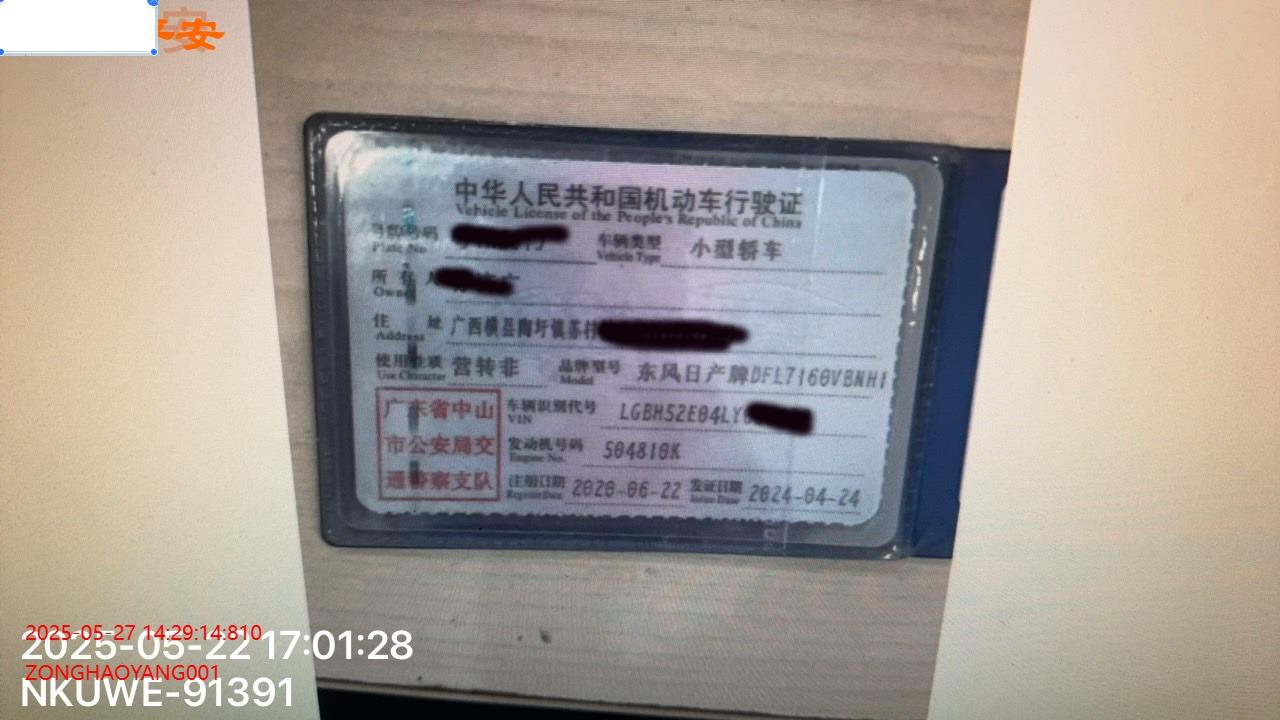 安
中华人民共和国机动车行驶证
Vehicle License of the People's Republic of China
号牌号码
Plate No
车辆类型
Vehicle Type
小型轿车
所有人
Owner
住址
Address
广西横县陶圩镇苏村
使用性质
Use Character
营转非
品牌型号
Model
东风日产牌DFL7160VBNH1
广东省中山
市公安局交
通警察支队
车辆识别代号
VIN
LGBH52E04LY
发动机号码
Engine No.
504810K
注册日期
Register Date
2020-06-22
发证日期
Issue Date
2024-04-24
2025-05-27 14:29:14:810
2025-05-22 17:01:28
ZONGHAOYANG001
NKUWE-91391